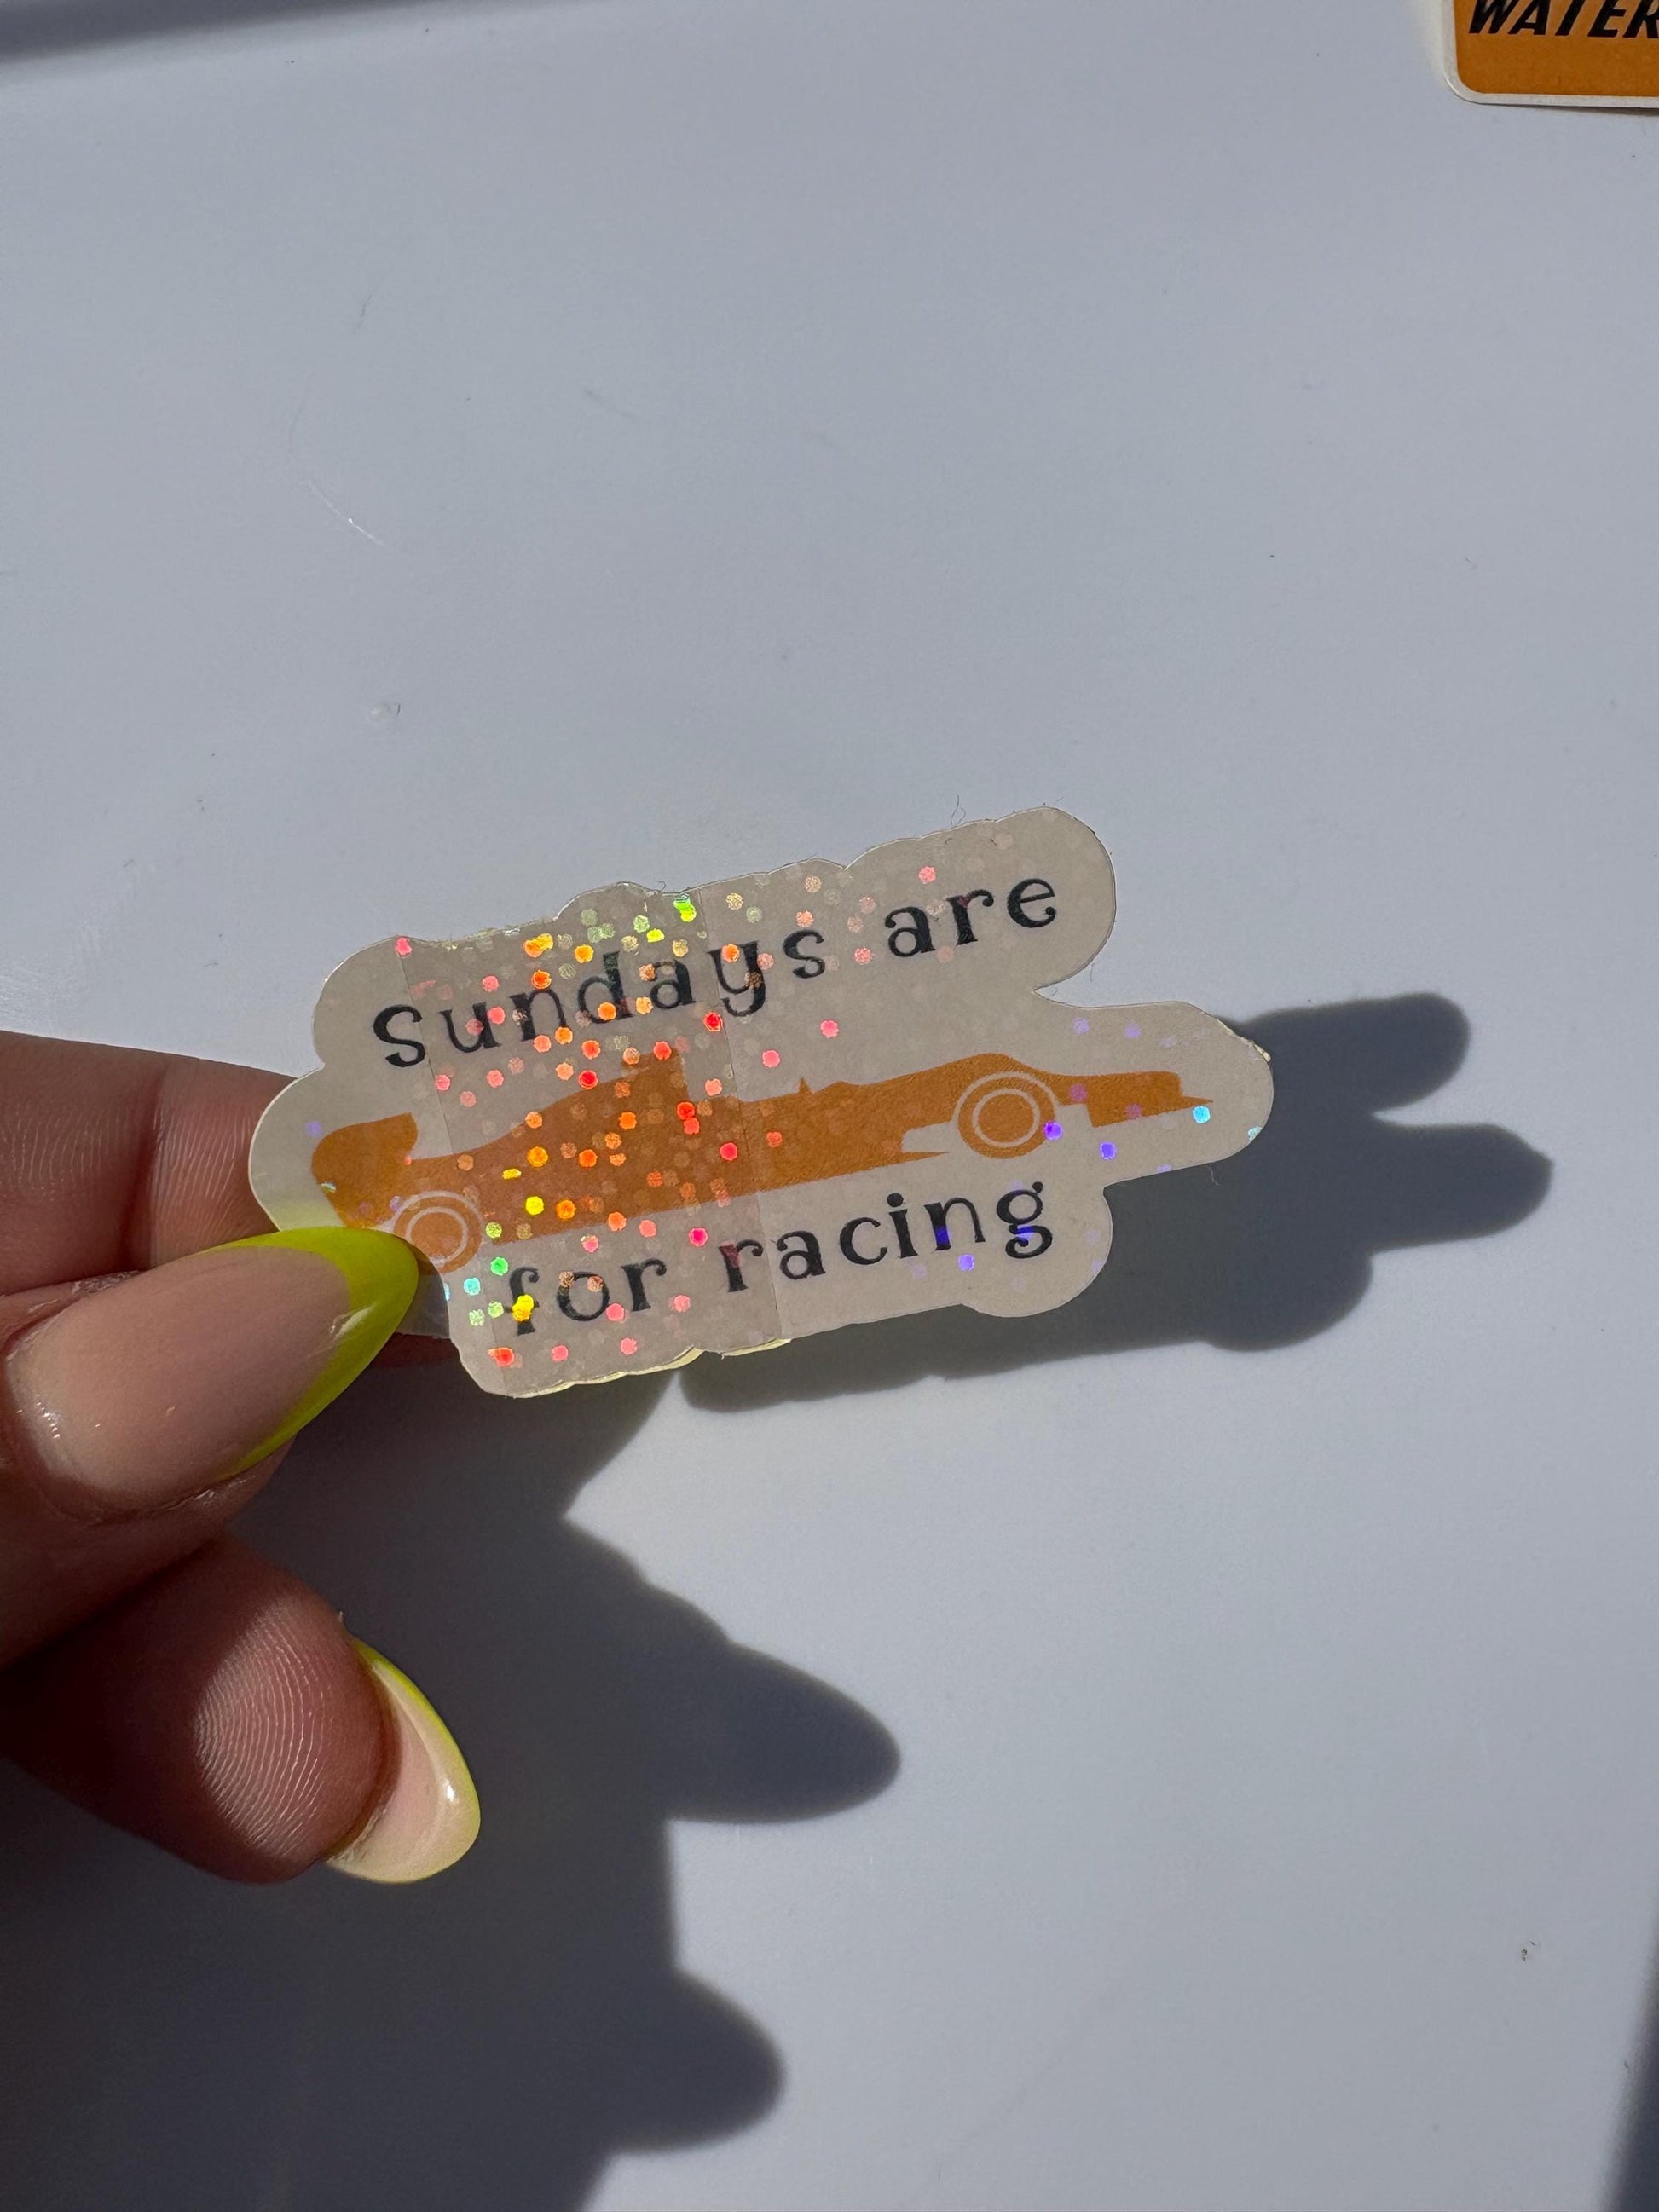 WATER
Sundays are
for racing